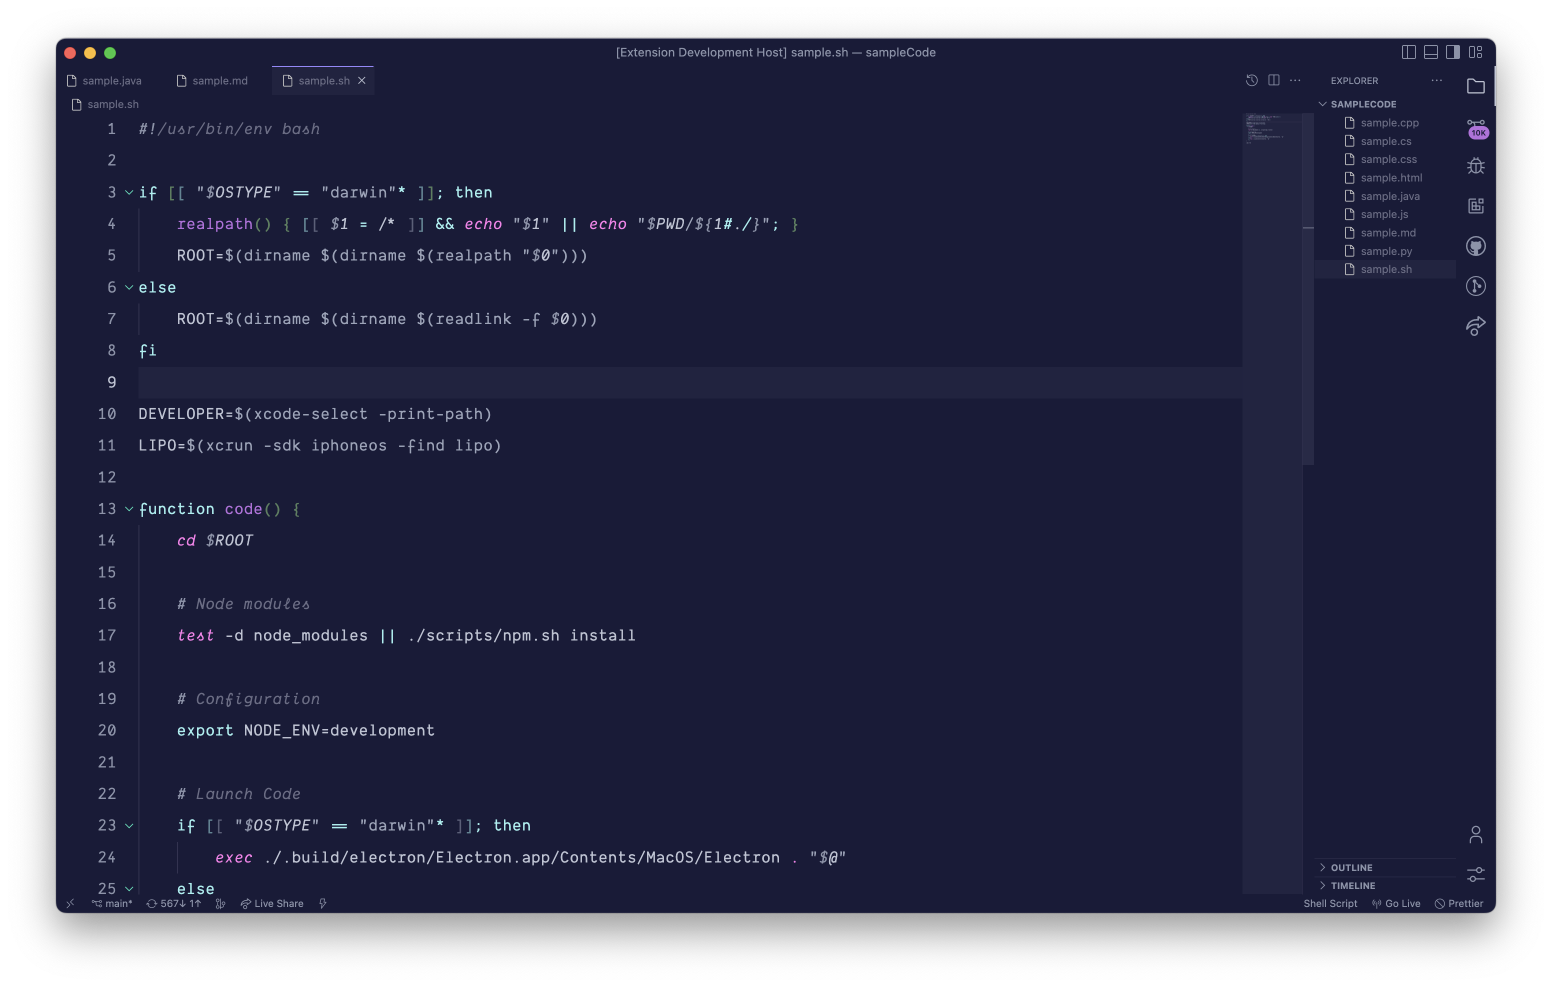 [Extension Development Host] sample.sh — sampleCode
sample.java
sample.md
sample.sh
sample.sh
1 #!/usr/bin/env bash
2
3 if [[ "$OSTYPE" == "darwin"* ]]; then
4     realpath() { [[ $1 = /* ]] && echo "$1" || echo "$PWD/${1#./}"; }
5     ROOT=$(dirname $(dirname $(realpath "$0")))
6 else
7     ROOT=$(dirname $(dirname $(readlink -f $0)))
8 fi
9
10 DEVELOPER=$(xcode-select -print-path)
11 LIPO=$(xcrun -sdk iphoneos -find lipo)
12
13 function code() {
14     cd $ROOT
15
16     # Node modules
17     test -d node_modules || ./scripts/npm.sh install
18
19     # Configuration
20     export NODE_ENV=development
21
22     # Launch Code
23     if [[ "$OSTYPE" == "darwin"* ]]; then
24         exec ./.build/electron/Electron.app/Contents/MacOS/Electron . "$@"
25     else
EXPLORER
SAMPLECODE
sample.cpp
sample.cs
sample.css
sample.html
sample.java
sample.js
sample.md
sample.py
sample.sh
OUTLINE
TIMELINE
10K
main* 567↓ 1↑ Live Share
Shell Script Go Live Prettier